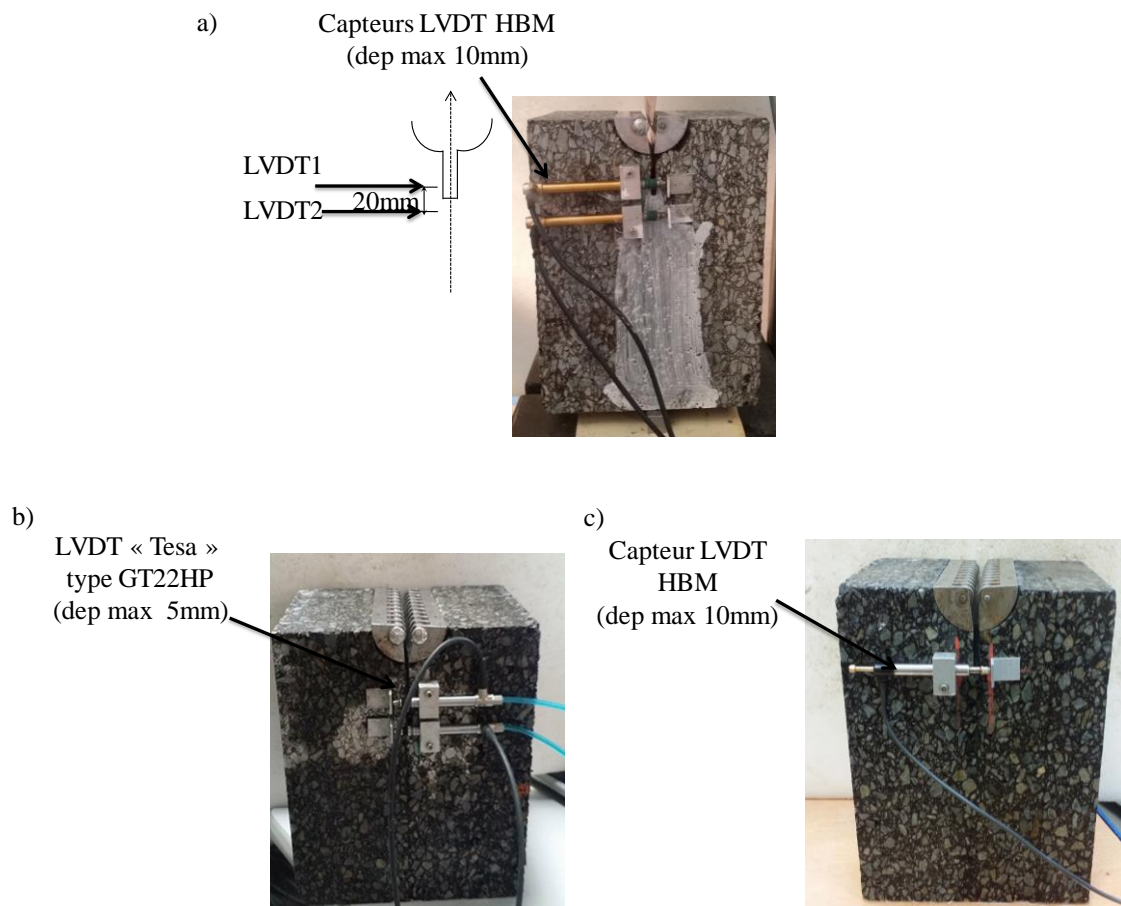 a)
Capteurs LVDT HBM
(dep max 10mm)
LVDT1
20mm
LVDT2
b)
LVDT « Tesa »
type GT22HP
(dep max 5mm)
c)
Capteur LVDT
HBM
(dep max 10mm)